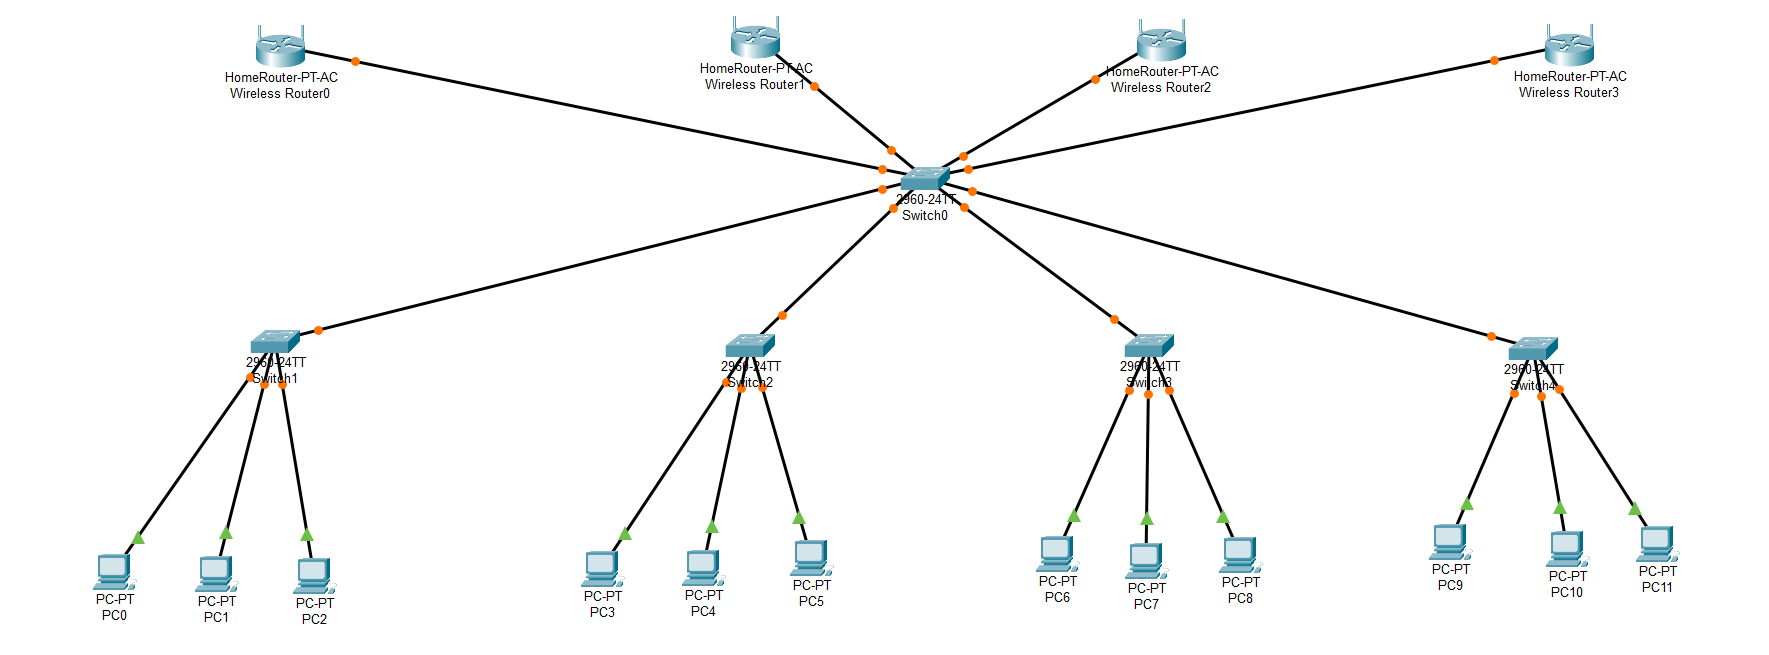 HomeRouter-PT-AC
Wireless Router0
HomeRouter-PT-AC
Wireless Router1
HomeRouter-PT-AC
Wireless Router2
HomeRouter-PT-AC
Wireless Router3
2960-24TT
Switch0
2960-24TT
Switch1
2960-24TT
Switch2
2960-24TT
Switch3
2960-24TT
Switch4
PC-PT
PC0
PC-PT
PC1
PC-PT
PC2
PC-PT
PC3
PC-PT
PC4
PC-PT
PC5
PC-PT
PC6
PC-PT
PC7
PC-PT
PC8
PC-PT
PC9
PC-PT
PC10
PC-PT
PC11